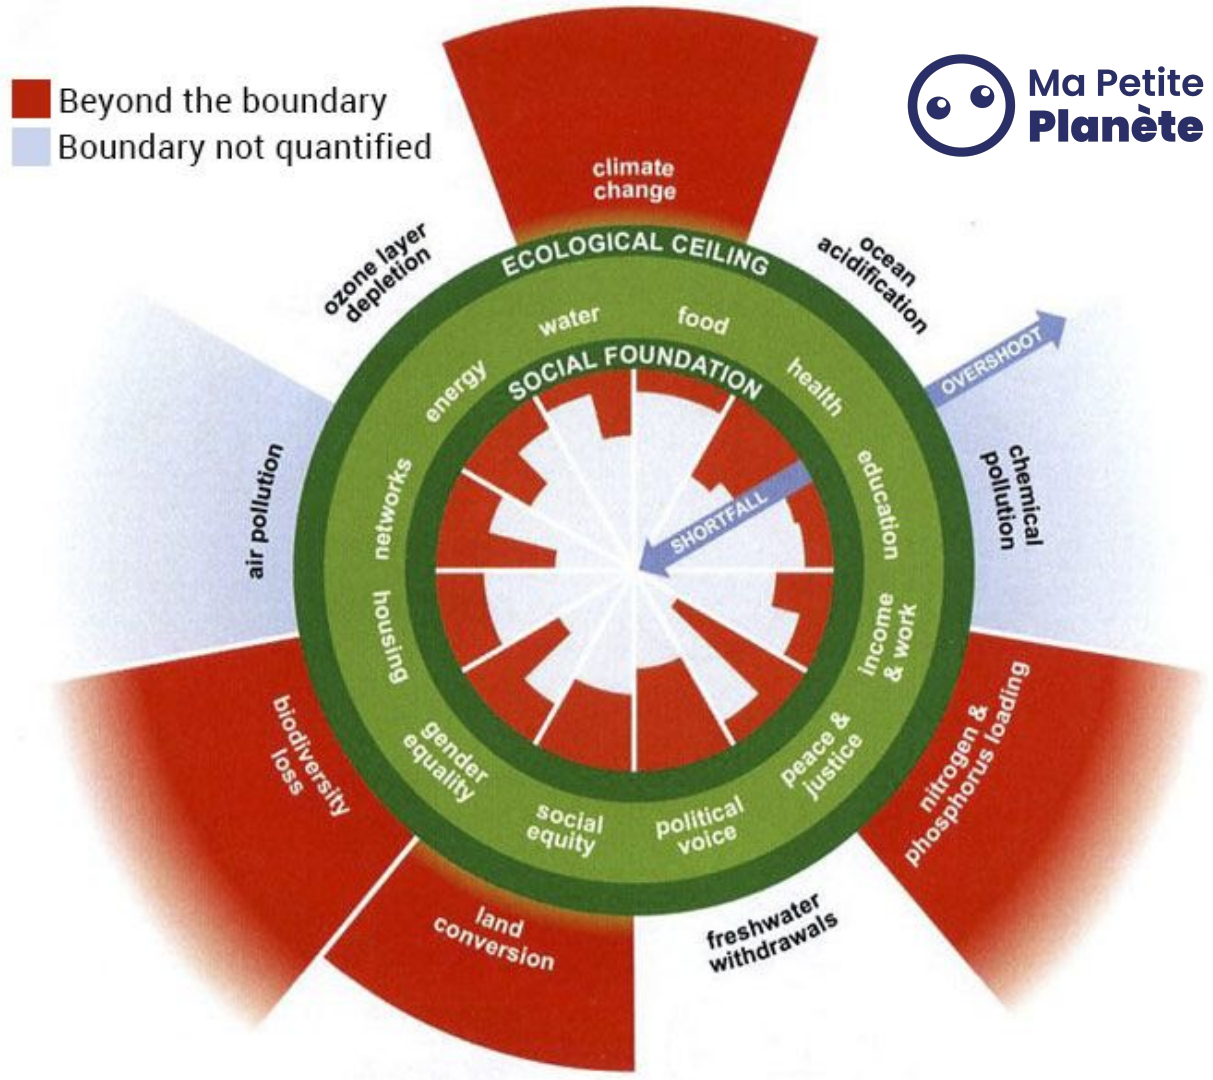 Beyond the boundary
Boundary not quantified
Ma Petite
Planète
climate
change
ozone layer
depletion
ocean
acidification
ECOLOGICAL CEILING
OVERSHOOT
water
food
energy
health
SOCIAL FOUNDATION
networks
education
SHORTFALL
air pollution
chemical
pollution
housing
income
& work
biodiversity
loss
nitrogen &
phosphorus loading
gender
equality
peace &
justice
social
equity
political
voice
land
conversion
freshwater
withdrawals